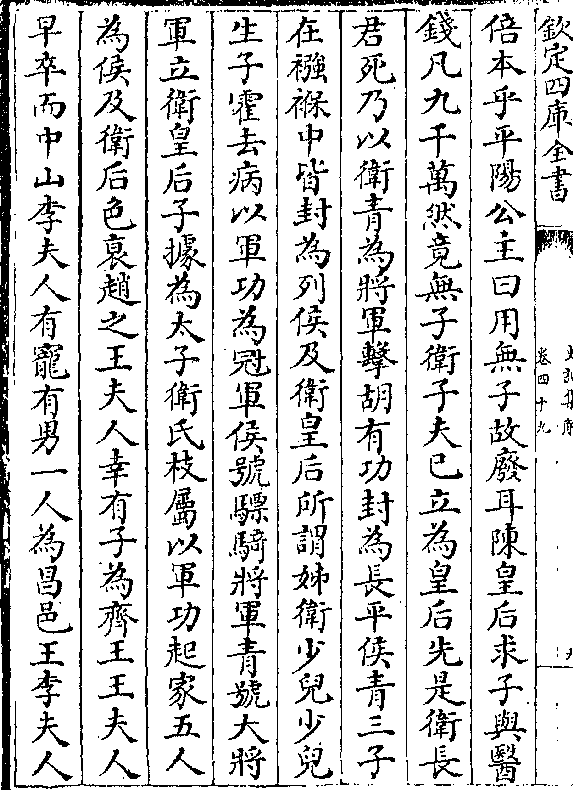 欽定四庫全書
卷四十九
倍本乎平陽公主曰用無子故廢耳陳皇后求子與醫
錢凡九千萬然竟無子衛子夫已立為皇后先是衛長
君死乃以衛青為將軍擊胡有功封為長平侯青三子
在襁褓中皆封為列侯及衛皇后所謂姊衛少兒少兒
生子霍去病以軍功為冠軍侯號驃騎將軍青號大將
軍立衛皇后子據為太子衛氏枝屬以軍功起家五人
為侯及衛后色衰趙之王夫人幸有子為齊王王夫人
早卒而中山李夫人有寵有男一人為昌邑王李夫人